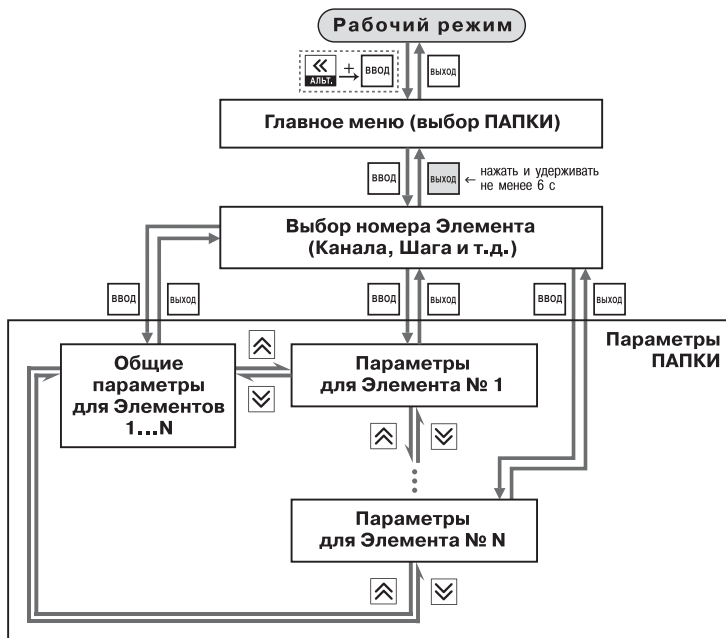 Рабочий режим
АЛЬТ.
+
ВВОД
ВЫХОД
Главное меню (выбор ПАПКИ)
ВВОД
ВЫХОД
← нажать и удерживать
не менее 6 с
Выбор номера Элемента
(Канала, Шага и т.д.)
ВВОД
ВЫХОД
ВВОД
ВЫХОД
ВВОД
ВЫХОД
Параметры
ПАПКИ
Общие
параметры
для Элементов
1...N
Параметры
для Элемента № 1
Параметры
для Элемента № N